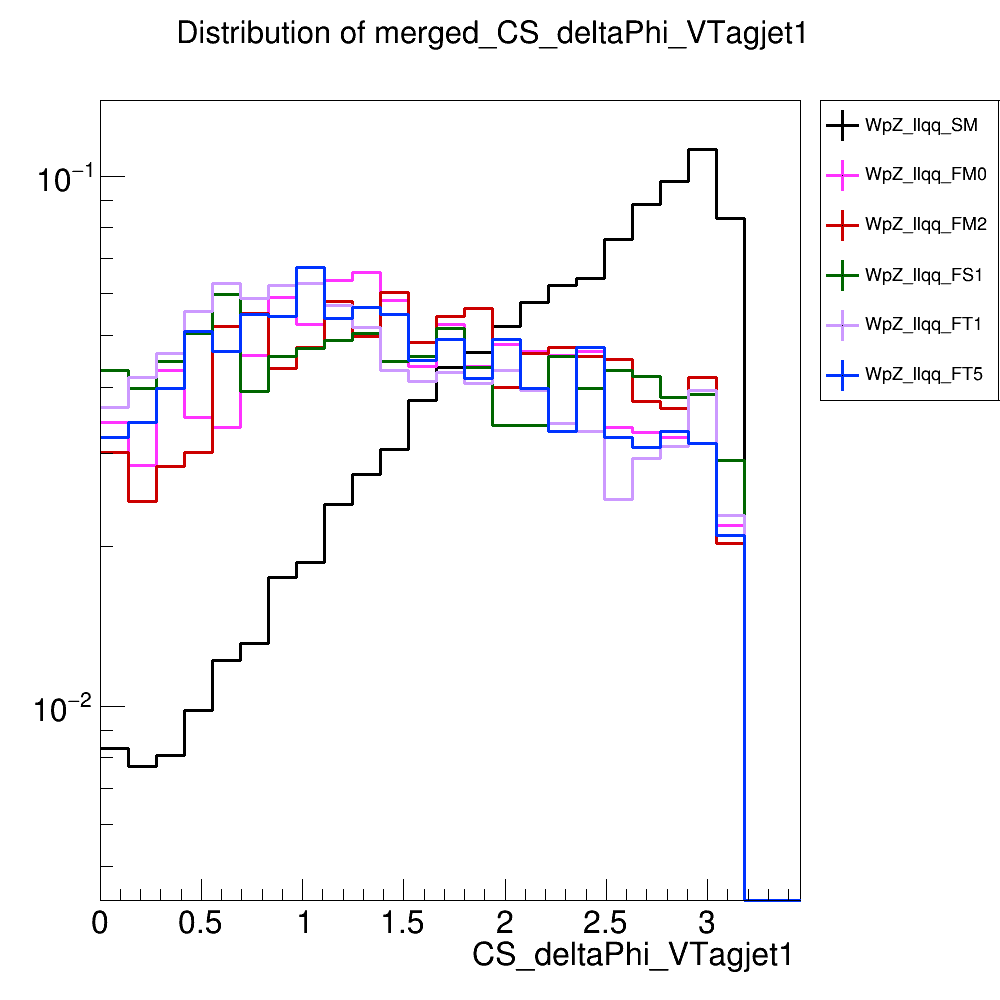 Distribution of merged_CS_deltaPhi_VTagjet1
10−1
10−2
0 0.5 1 1.5 2 2.5 3
CS_deltaPhi_VTagjet1
WpZ_llqq_SM
WpZ_llqq_FM0
WpZ_llqq_FM2
WpZ_llqq_FS1
WpZ_llqq_FT1
WpZ_llqq_FT5